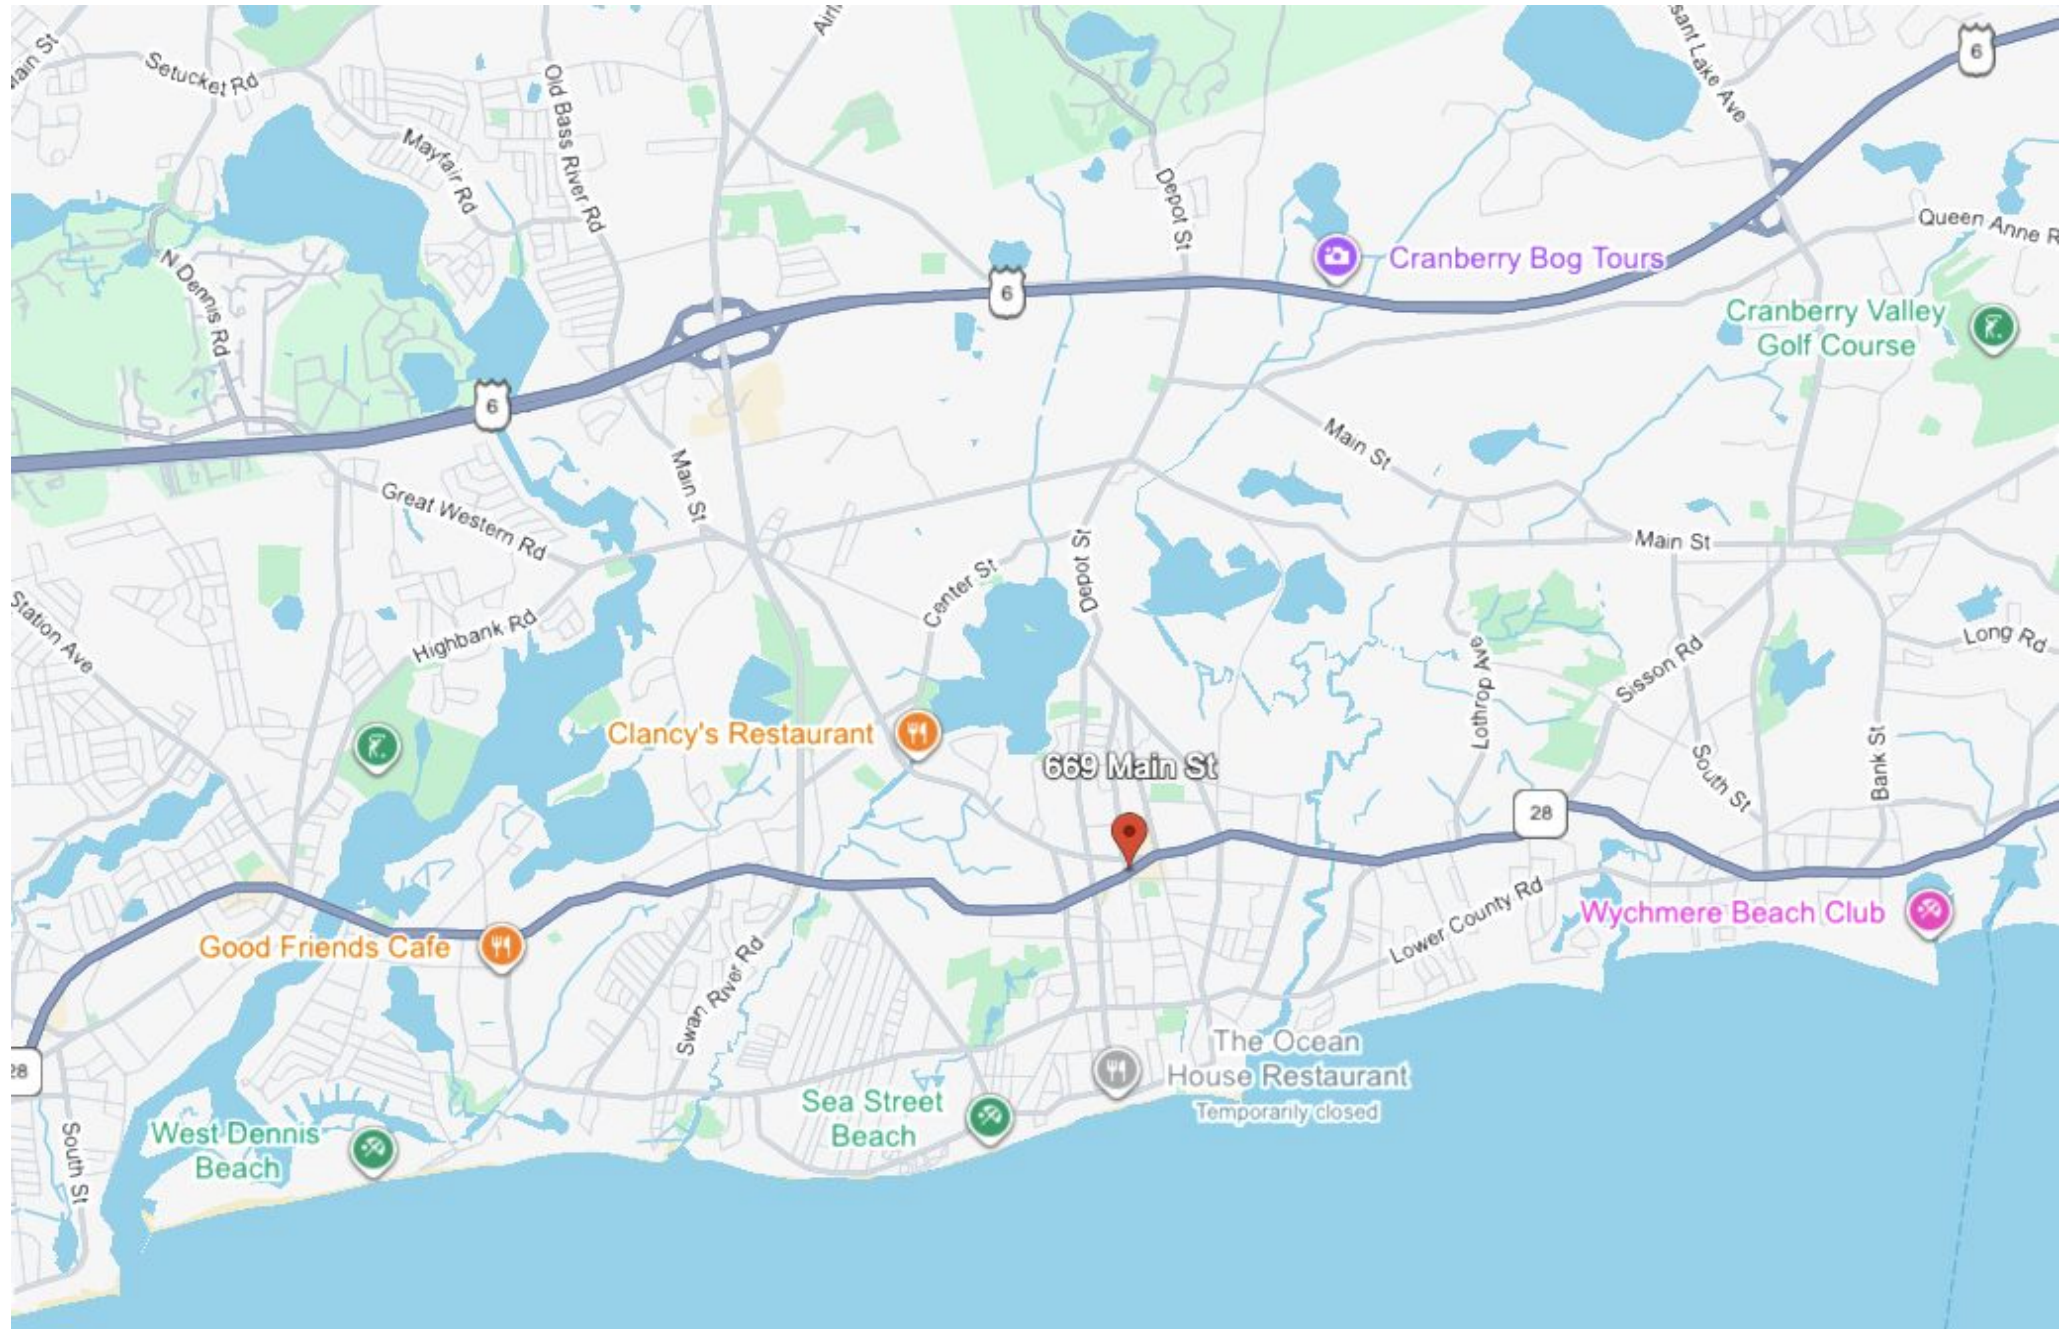 Main St
Setucket Rd
Mayfair Rd
Old Bass River Rd
Depot St
6
Queen Anne R
Cranberry Bog Tours
Cranberry Valley
Golf Course
N Dennis Rd
6
6
Main St
Great Western Rd
Main St
Main St
Center St
Depot St
Station Ave
Highbank Rd
Long Rd
Lothrop Ave
Sisson Rd
Clancy's Restaurant
669 Main St
South St
Bank St
28
Good Friends Cafe
Lower County Rd
Wychmere Beach Club
Swan River Rd
28
The Ocean
House Restaurant
Temporarily closed
Sea Street
Beach
West Dennis
Beach
South St